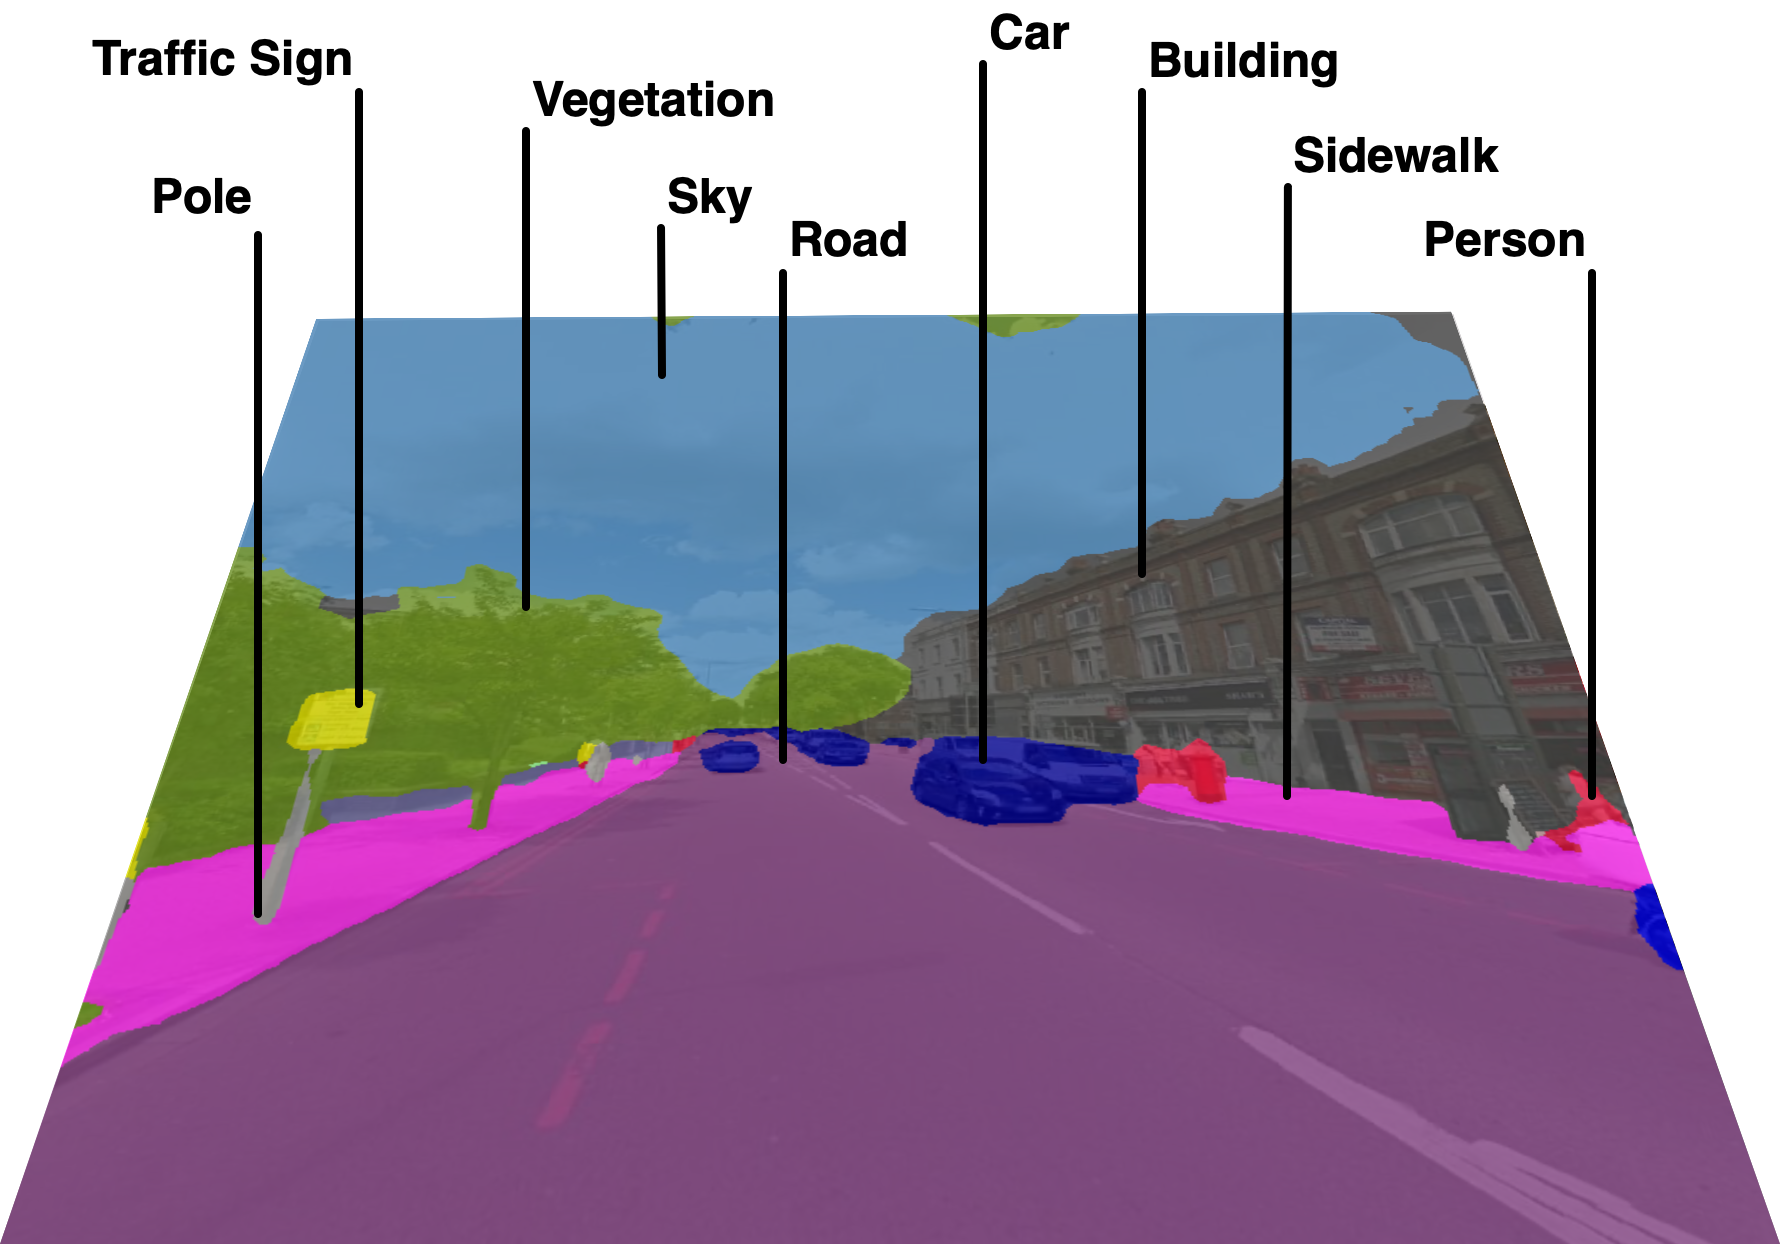 Car
Traffic Sign
Building
Vegetation
Sidewalk
Pole
Sky
Road
Person